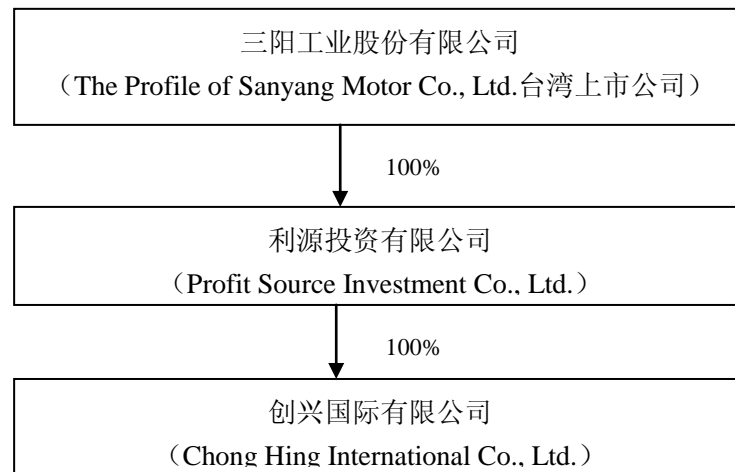 三阳工业股份有限公司
（The Profile of Sanyang Motor Co., Ltd.台湾上市公司）
100%
利源投资有限公司
（Profit Source Investment Co., Ltd.）
100%
创兴国际有限公司
（Chong Hing International Co., Ltd.）